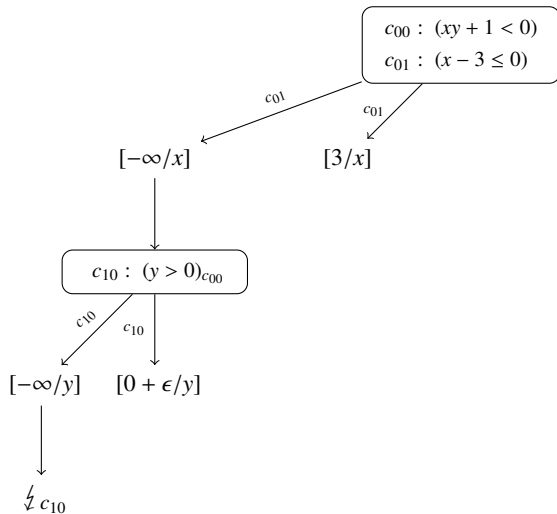 c₀₀ : (xy + 1 < 0)
c₀₁ : (x − 3 ≤ 0)
c₀₁
c₀₁
[−∞/x]
[3/x]
c₁₀ : (y > 0)c₀₀
c₁₀
c₁₀
[−∞/y]
[0 + ϵ/y]
↯ c₁₀